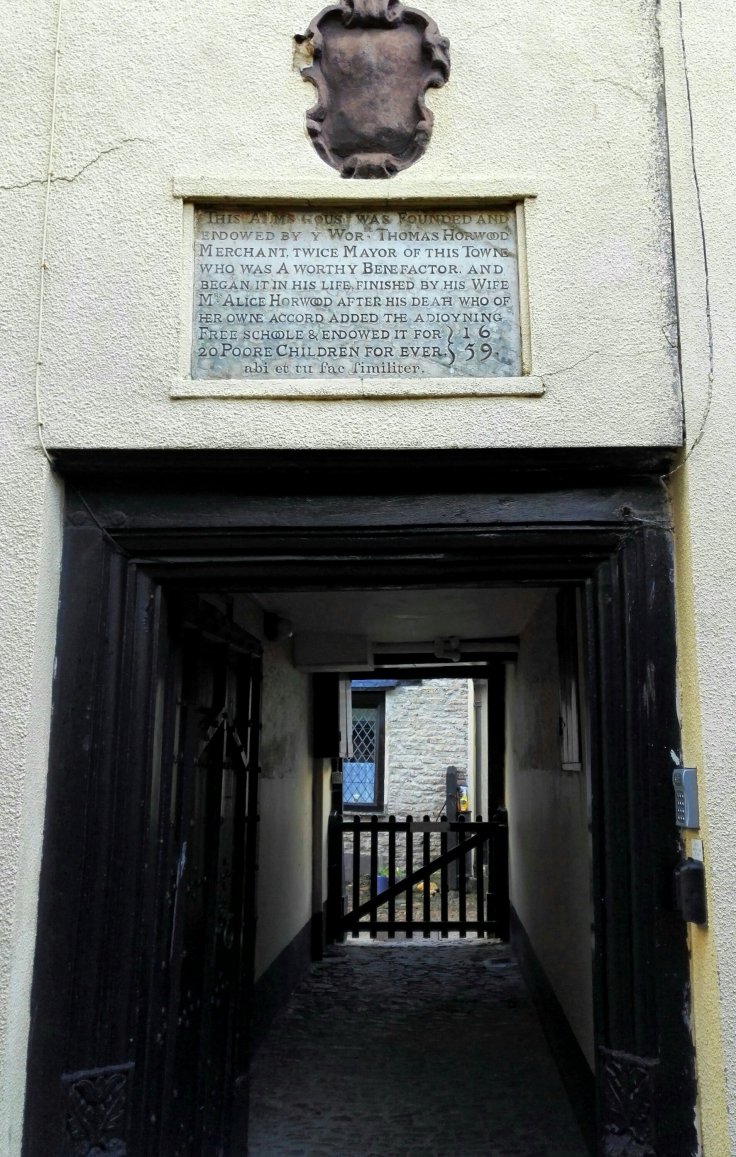 THIS ALMS HOUSE WAS FOUNDED AND
ENDOWED BY Y WOR· THOMAS HORWOOD
MERCHANT, TWICE MAYOR OF THIS TOWNE
WHO WAS A WORTHY BENEFACTOR. AND
BEGAN IT IN HIS LIFE, FINISHED BY HIS WIFE
MRS ALICE HORWOOD AFTER HIS DEATH WHO OF
HER OWNE ACCORD ADDED THE ADIOYNING
FREE SCHOOLE & ENDOWED IT FOR } 16
20 POORE CHILDREN FOR EVER. } 59.
abi et tu fac ſimiliter.